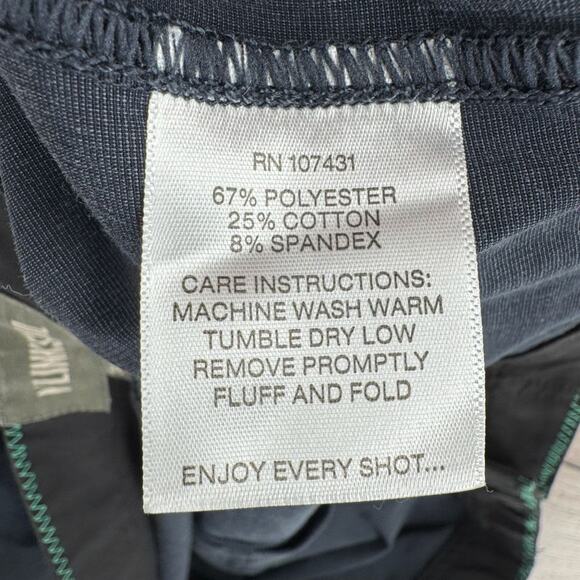 RN 107431
67% POLYESTER
25% COTTON
8% SPANDEX
CARE INSTRUCTIONS:
MACHINE WASH WARM
TUMBLE DRY LOW
REMOVE PROMPTLY
FLUFF AND FOLD
ENJOY EVERY SHOT...